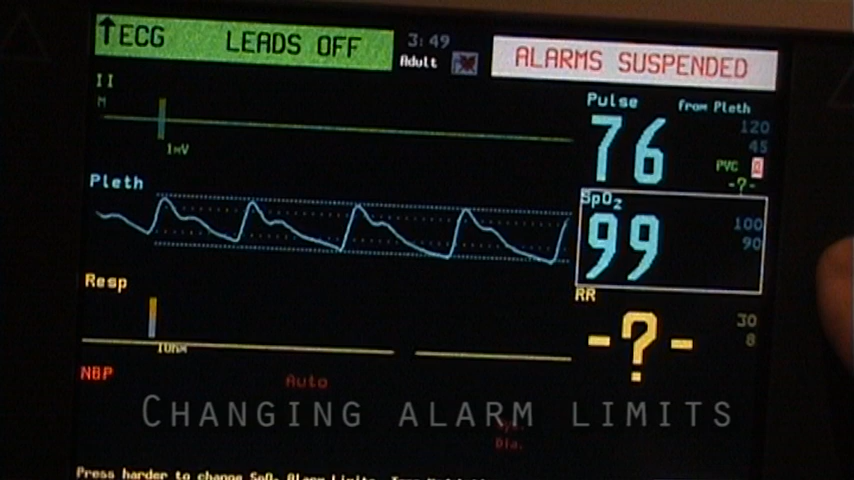 ↑ECG LEADS OFF
3:49
Adult
ALARMS SUSPENDED
II
M
1mV
Pulse from Pleth
76
120
45
PVC
-?-
Pleth
SpO₂
99
100
90
Resp
RR
-?-
30
8
NBP
Auto
CHANGING ALARM LIMITS
Dia.
Press harder to change SpO₂ Alarm Limits.